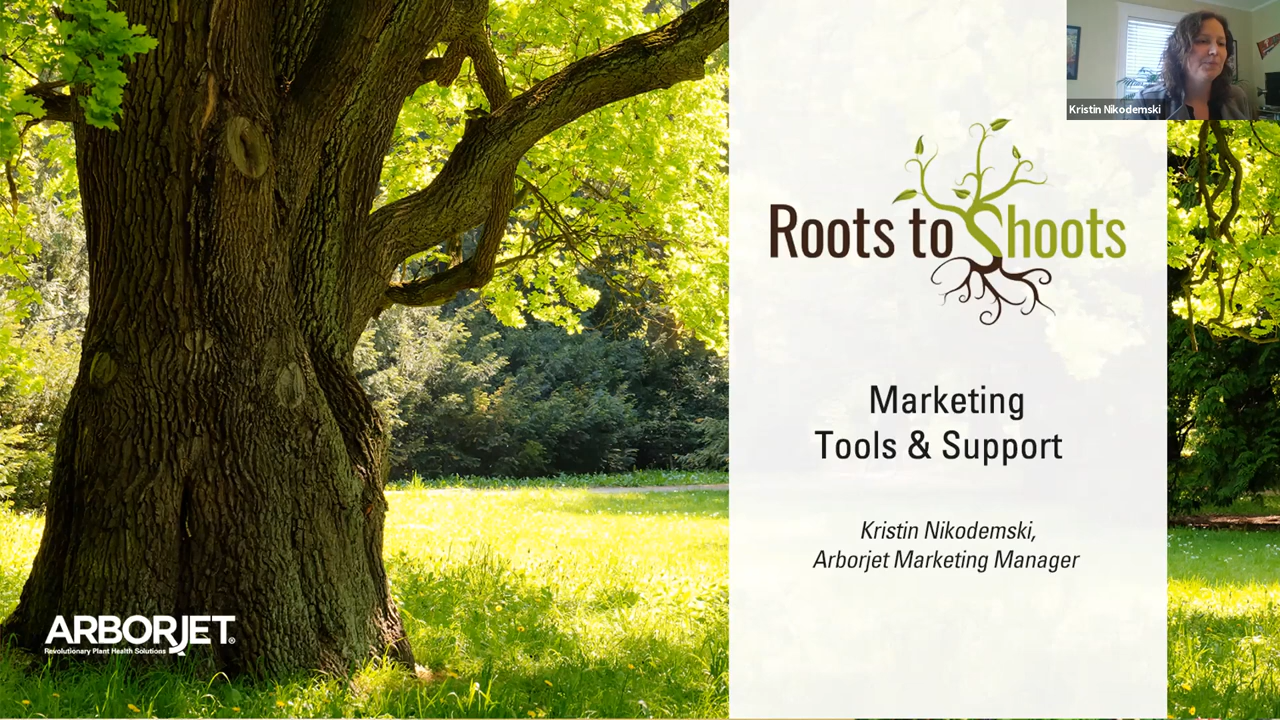 Kristin Nikodemski
Roots to Shoots
Marketing
Tools & Support
Kristin Nikodemski,
Arborjet Marketing Manager
ARBORJET®
Revolutionary Plant Health Solutions